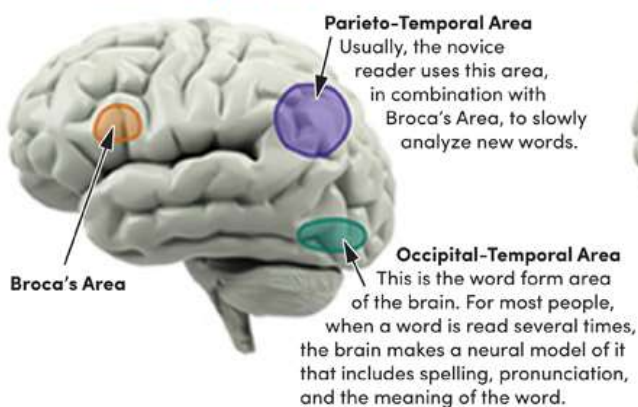 Parieto-Temporal Area
Usually, the novice
reader uses this area,
in combination with
Broca's Area, to slowly
analyze new words.
Broca's Area
Occipital-Temporal Area
This is the word form area
of the brain. For most people,
when a word is read several times,
the brain makes a neural model of it
that includes spelling, pronunciation,
and the meaning of the word.